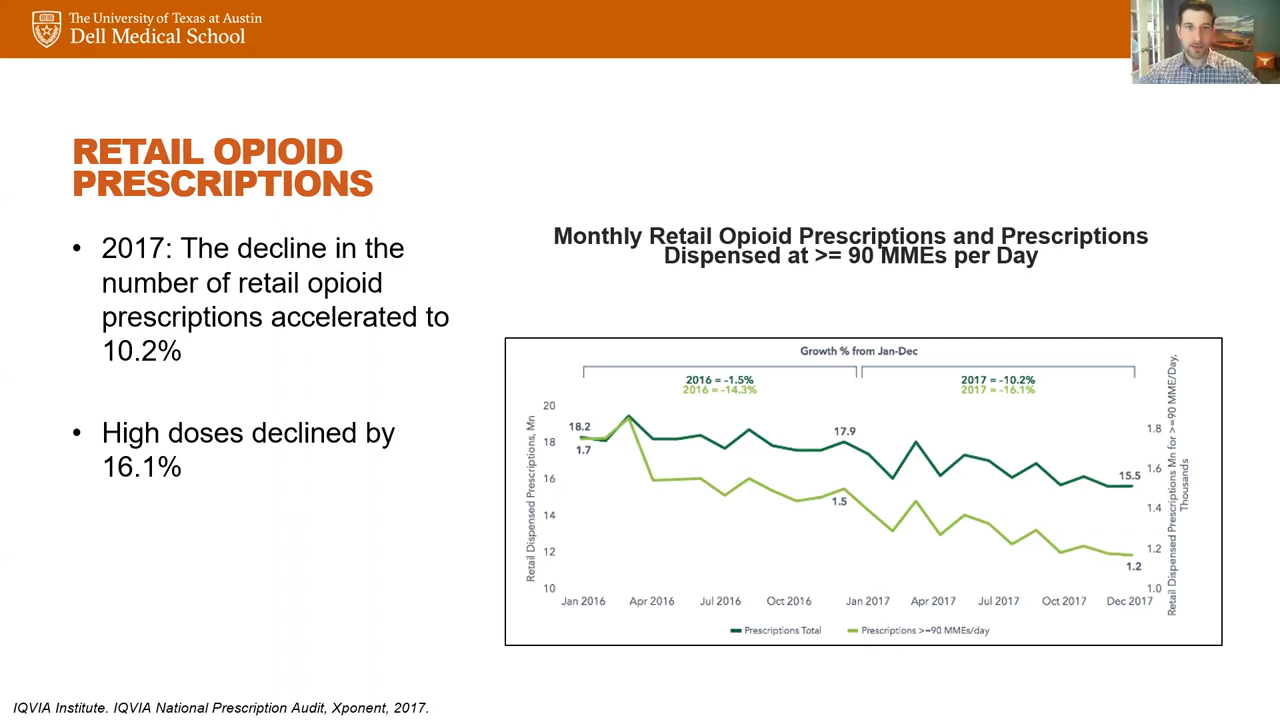 The University of Texas at Austin
Dell Medical School
RETAIL OPIOID
PRESCRIPTIONS
• 2017: The decline in the
number of retail opioid
prescriptions accelerated to
10.2%
• High doses declined by
16.1%
Monthly Retail Opioid Prescriptions and Prescriptions
Dispensed at >= 90 MMEs per Day
Growth % from Jan-Dec
2016 = -1.5%
2016 = -14.3%
2017 = -10.2%
2017 = -16.1%
Retail Dispensed Prescriptions, Mn
20
18
16
14
12
10
18.2
1.7
17.9
1.5
15.5
1.2
1.8
1.6
1.4
1.2
1.0
Retail Dispensed Prescriptions Mn for >=90 MME/Day,
Thousands
Jan 2016 Apr 2016 Jul 2016 Oct 2016 Jan 2017 Apr 2017 Jul 2017 Oct 2017 Dec 2017
Prescriptions Total Prescriptions >=90 MMEs/day
IQVIA Institute. IQVIA National Prescription Audit, Xponent, 2017.